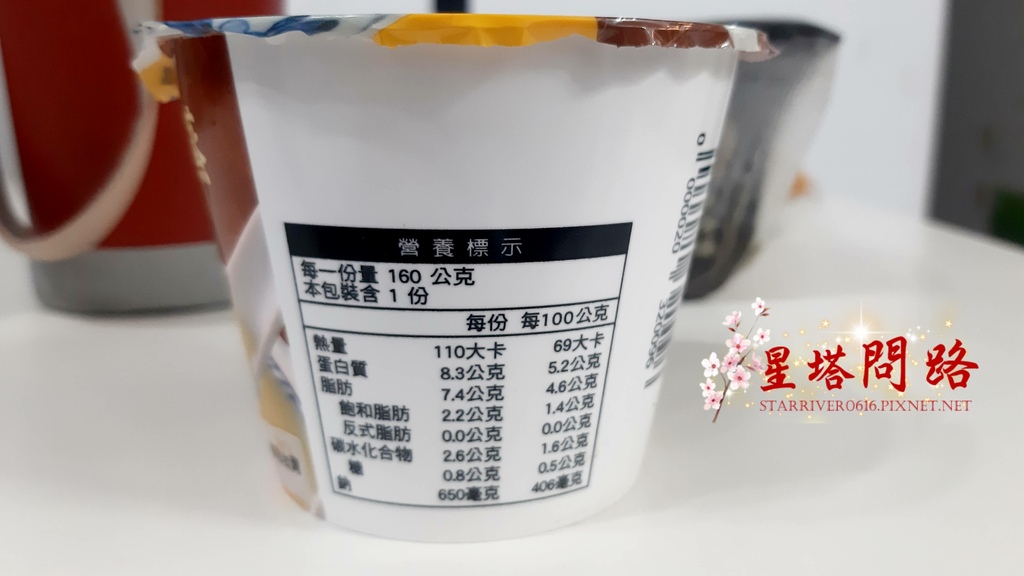 營養標示
每一份量 160 公克
本包裝含 1 份
每份 每100公克
熱量 110大卡 69大卡
蛋白質 8.3公克 5.2公克
脂肪 7.4公克 4.6公克
飽和脂肪 2.2公克 1.4公克
反式脂肪 0.0公克 0.0公克
碳水化合物 2.6公克 1.6公克
糖 0.8公克 0.5公克
鈉 650毫克 406毫克
星塔問路
STARRIVER0616.PIXNET.NET